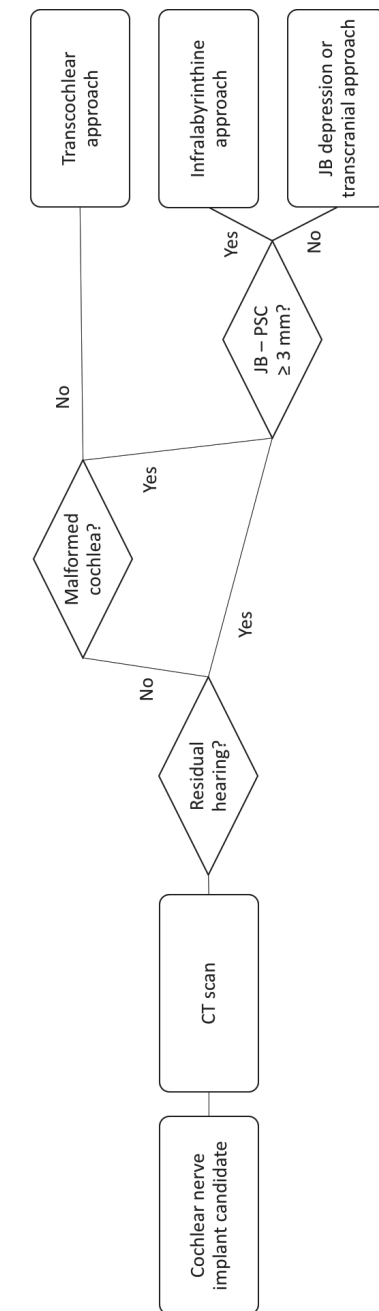 Cochlear nerve
implant candidate
CT scan
Residual
hearing?
No
Yes
Malformed
cochlea?
No
Yes
JB – PSC
≥ 3 mm?
Yes
No
Transcochlear
approach
Infralabyrinthine
approach
JB depression or
transcranial approach